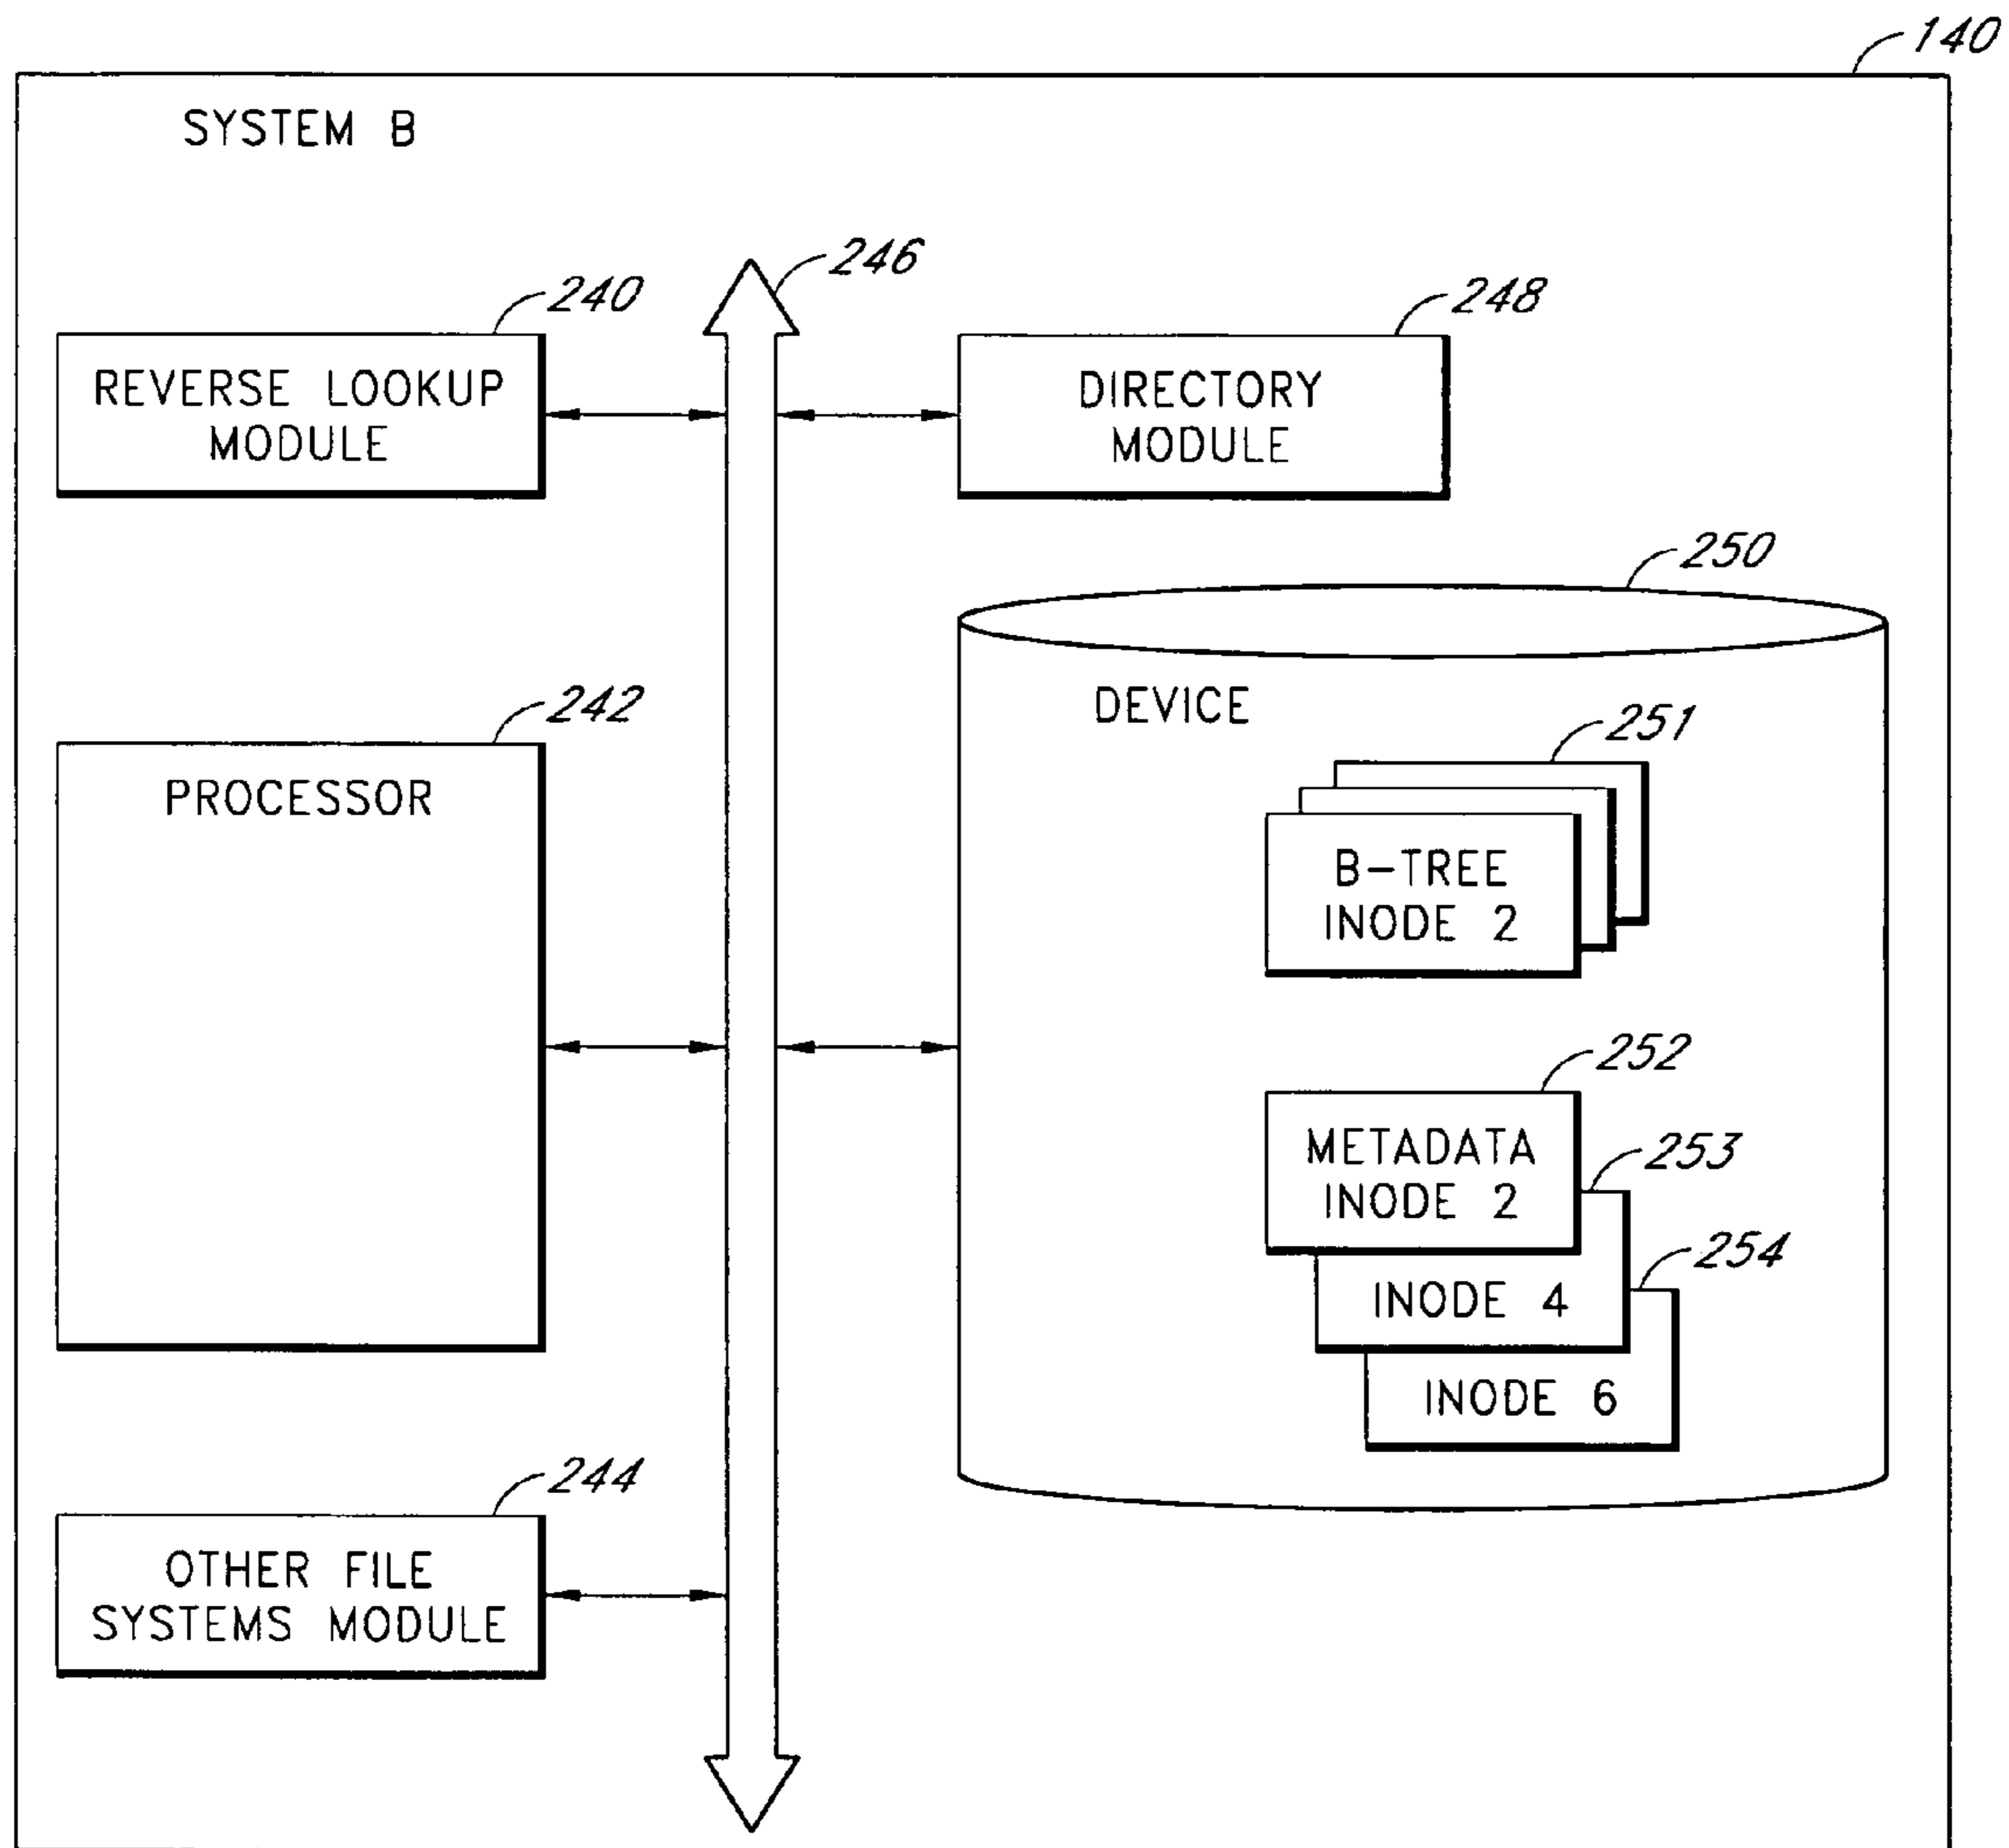 140
SYSTEM B
246
240
248
REVERSE LOOKUP
MODULE
DIRECTORY
MODULE
250
242
DEVICE
251
PROCESSOR
B-TREE
INODE 2
252
METADATA
INODE 2
253
254
INODE 4
INODE 6
244
OTHER FILE
SYSTEMS MODULE